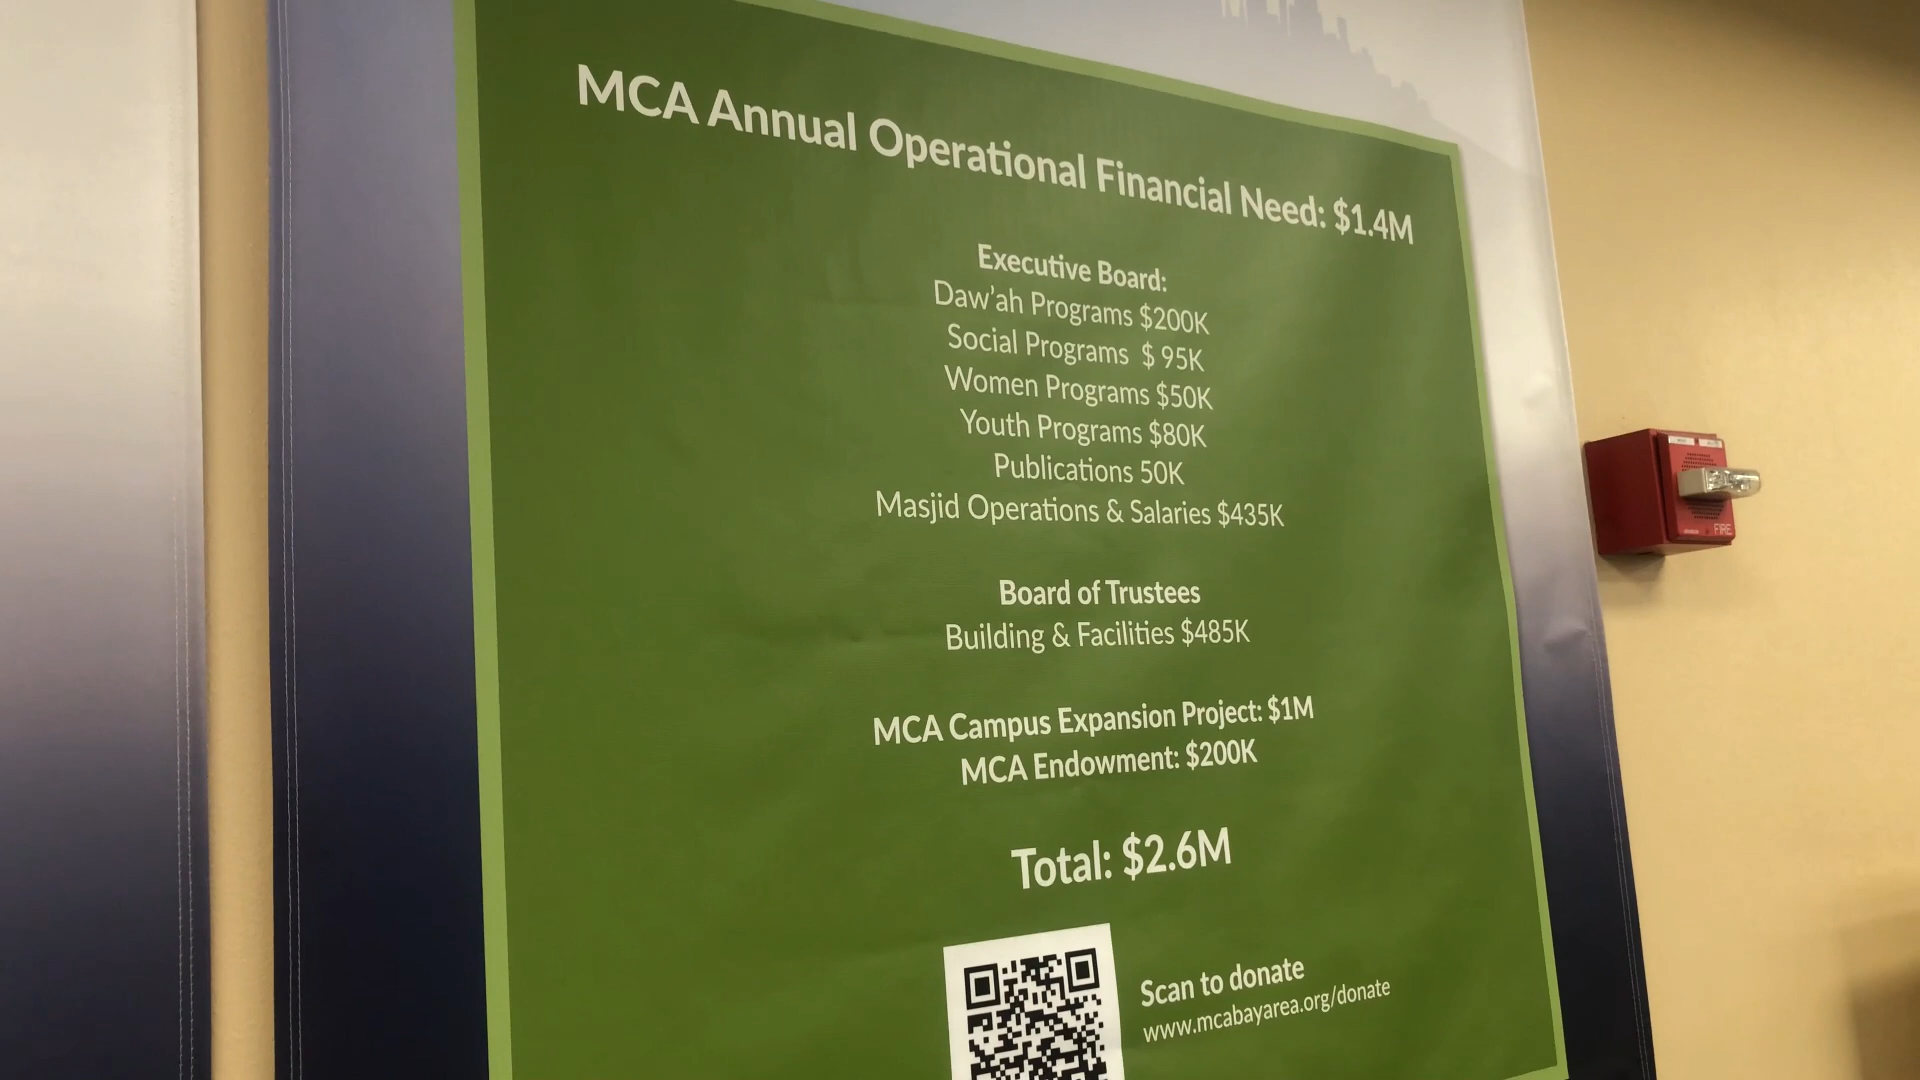 MCA Annual Operational Financial Need: $1.4M
Executive Board:
Daw'ah Programs $200K
Social Programs $ 95K
Women Programs $50K
Youth Programs $80K
Publications 50K
Masjid Operations & Salaries $435K
Board of Trustees
Building & Facilities $485K
MCA Campus Expansion Project: $1M
MCA Endowment: $200K
Total: $2.6M
Scan to donate
www.mcabayarea.org/donate
FIRE